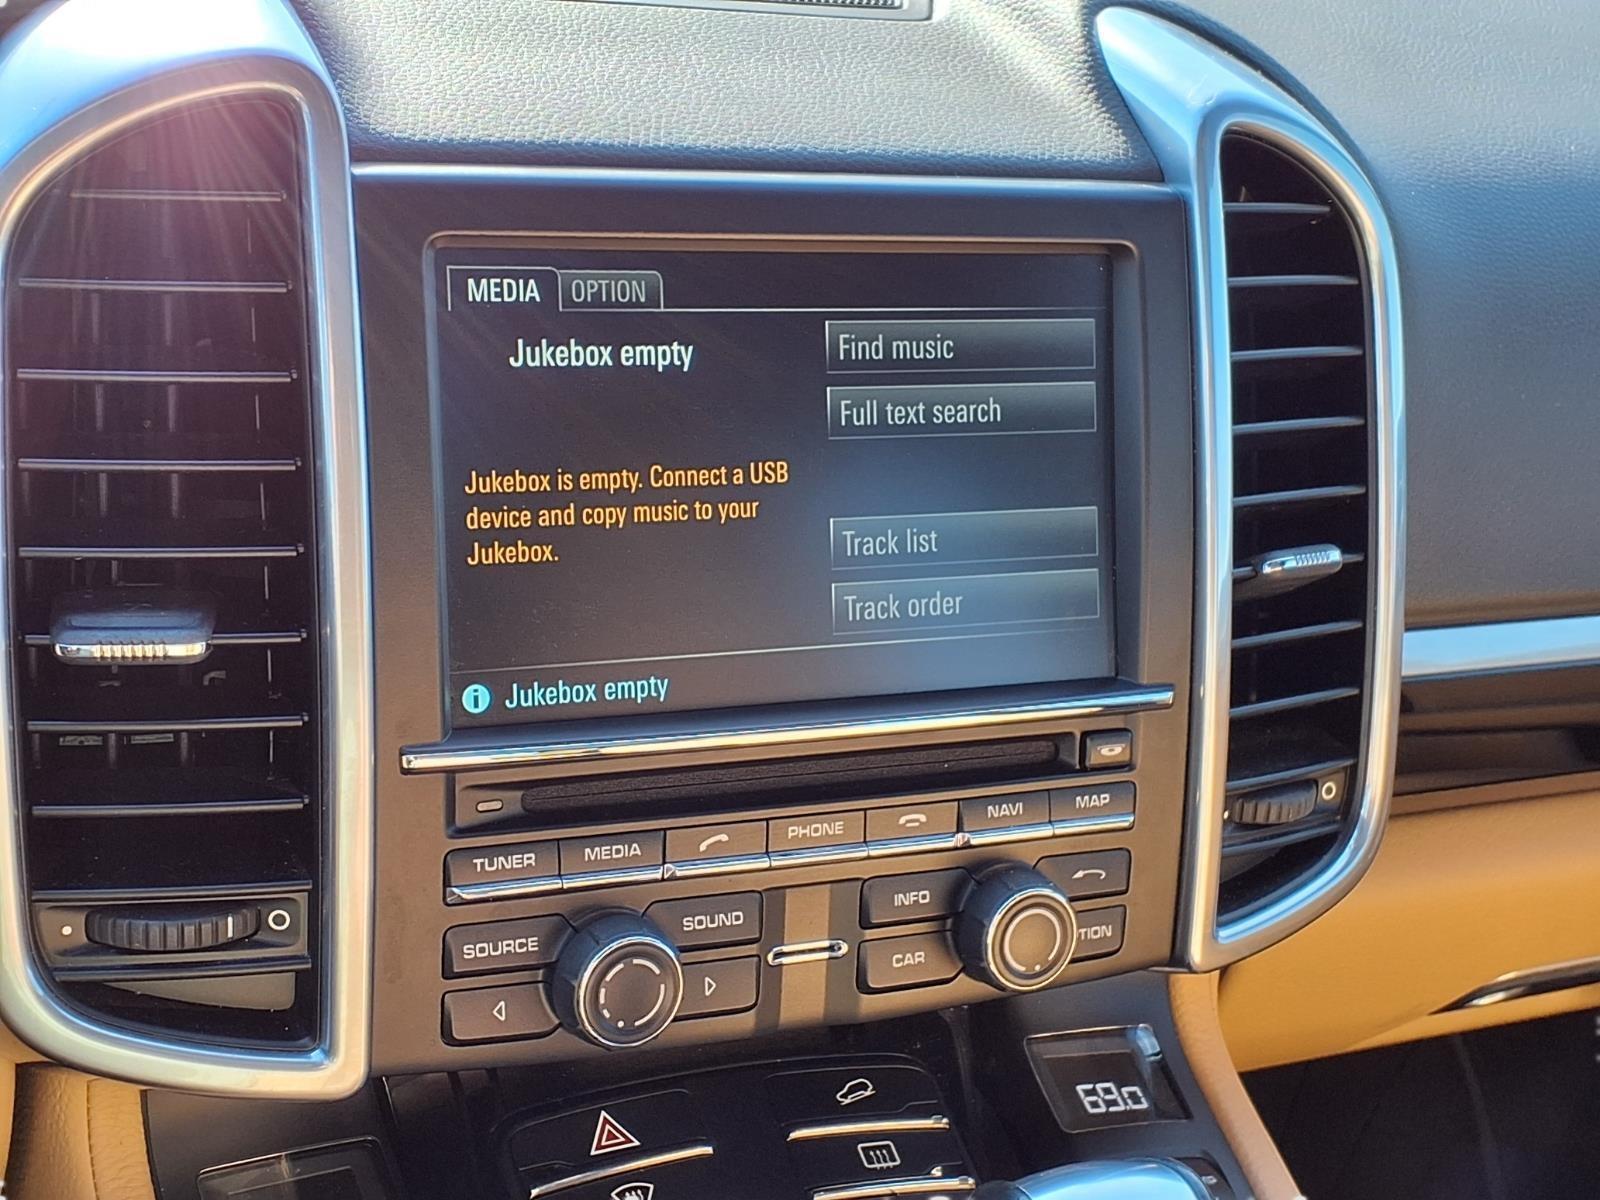 MEDIA OPTION
Jukebox empty
Find music
Full text search
Jukebox is empty. Connect a USB
device and copy music to your
Jukebox.
Track list
Track order
i Jukebox empty
TUNER MEDIA PHONE NAVI MAP
SOURCE SOUND INFO
CAR TION
69.0